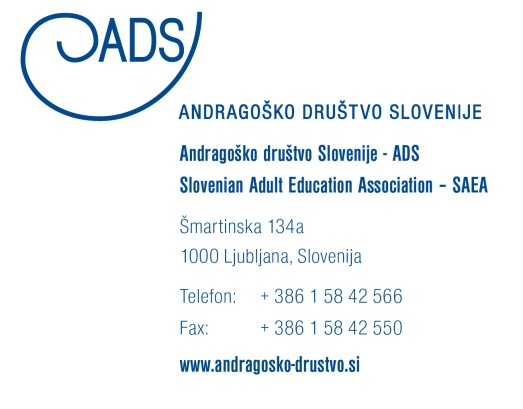 ADS
ANDRAGOŠKO DRUŠTVO SLOVENIJE
Andragoško društvo Slovenije - ADS
Slovenian Adult Education Association – SAEA
Šmartinska 134a
1000 Ljubljana, Slovenija
Telefon: + 386 1 58 42 566
Fax: + 386 1 58 42 550
www.andragosko-drustvo.si